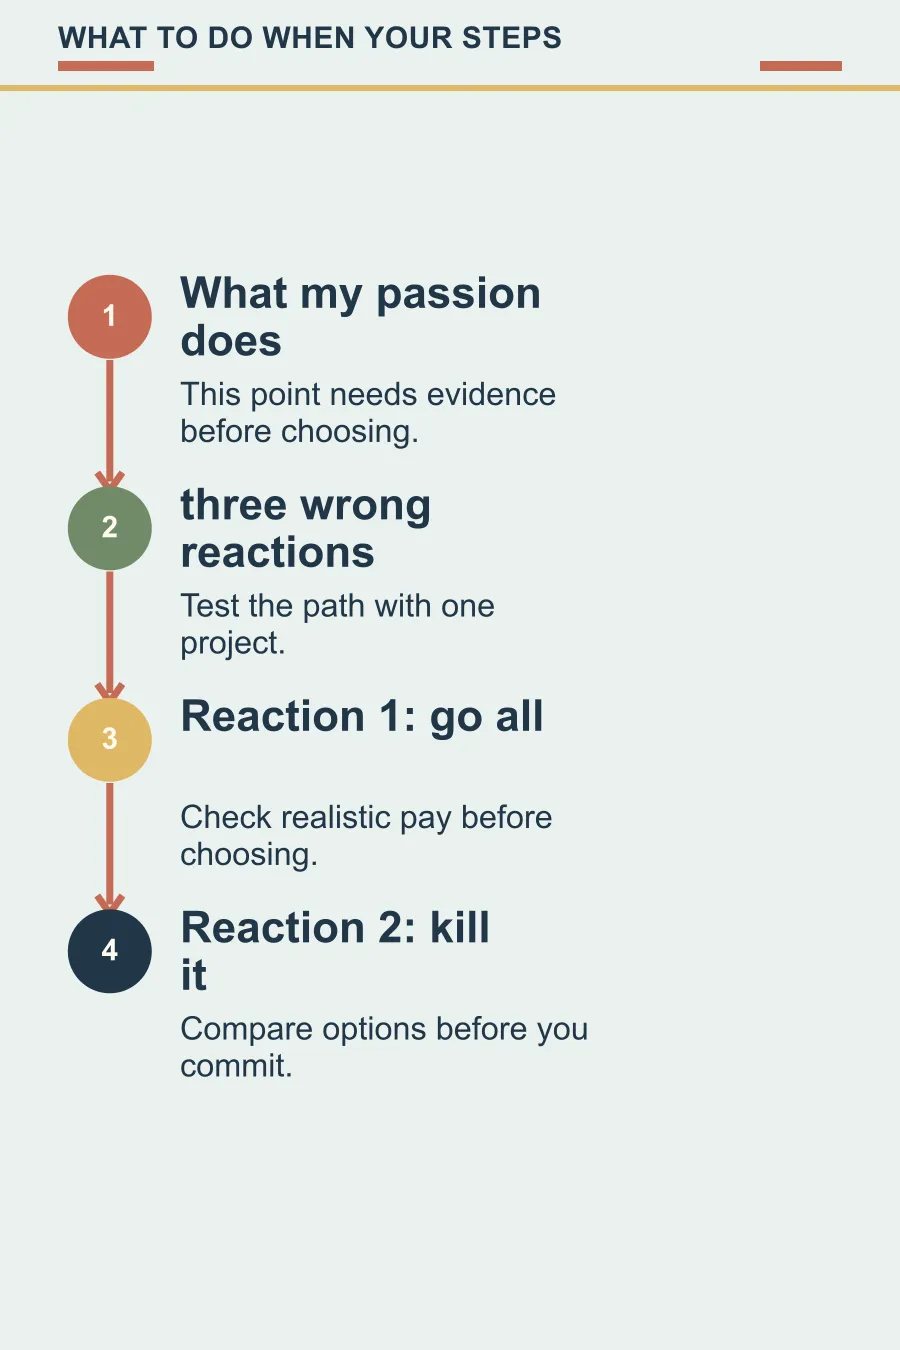 WHAT TO DO WHEN YOUR STEPS
1
What my passion
does
This point needs evidence
before choosing.
2
three wrong
reactions
Test the path with one
project.
3
Reaction 1: go all
Check realistic pay before
choosing.
4
Reaction 2: kill
it
Compare options before you
commit.